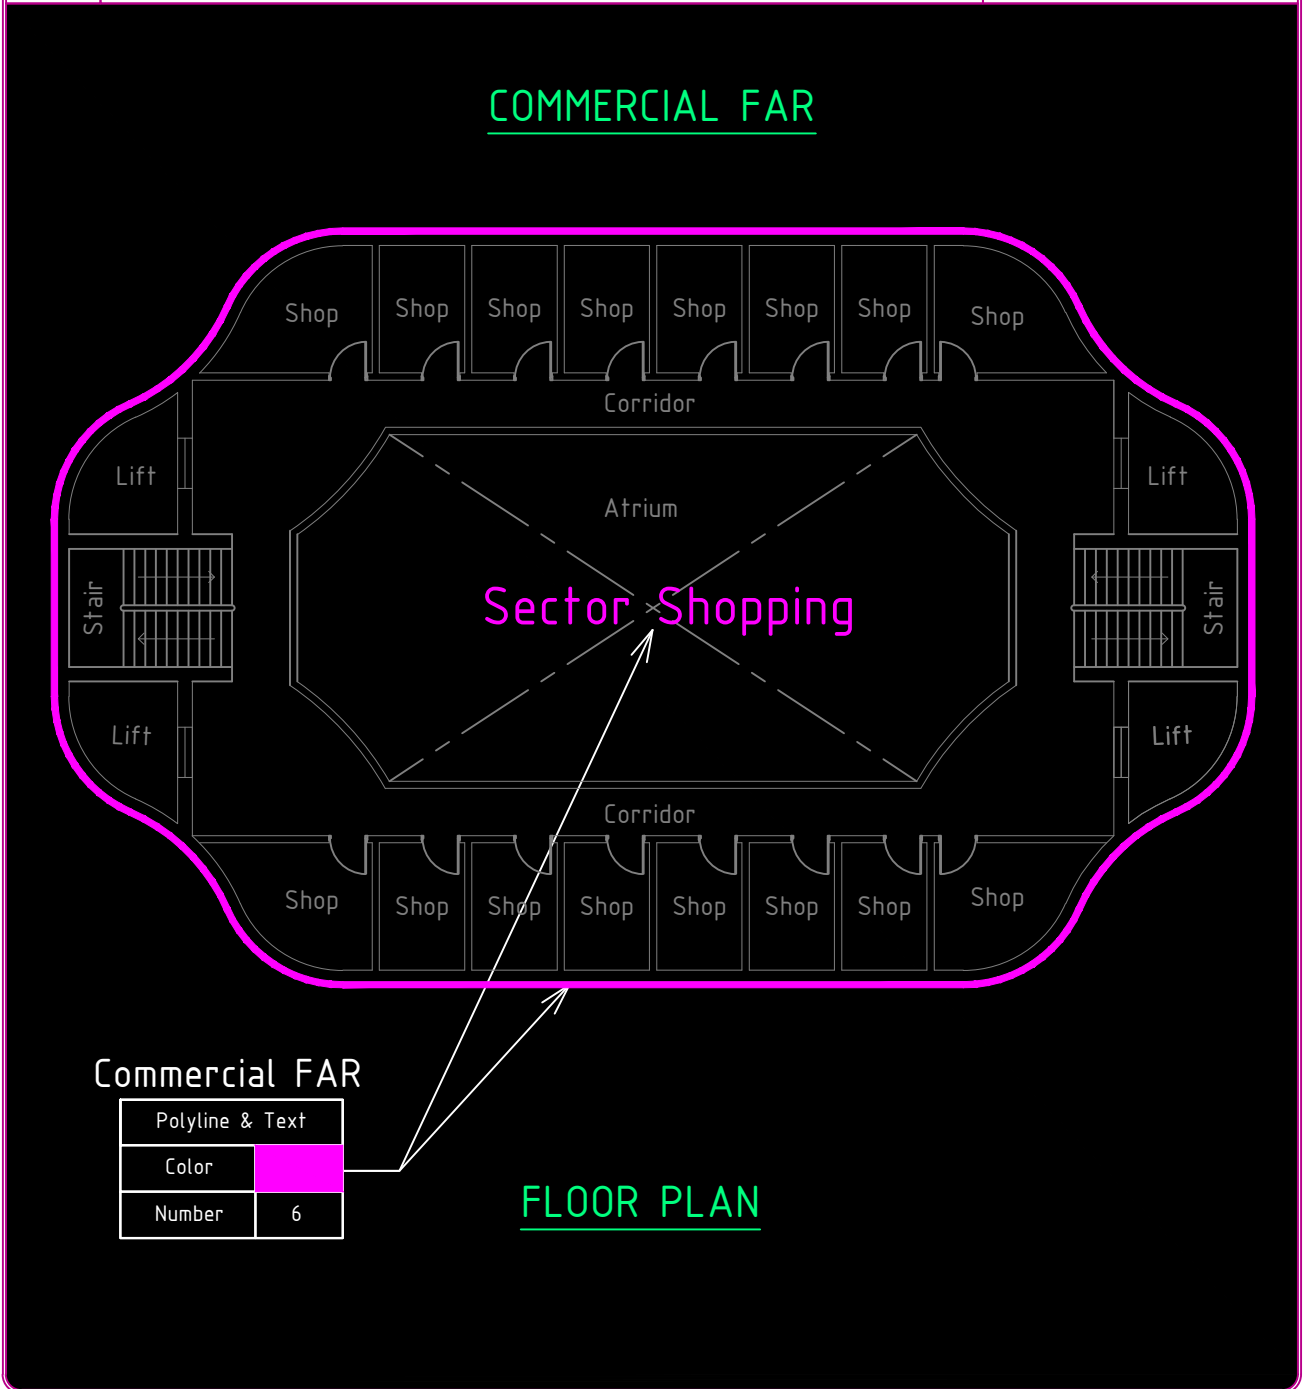 COMMERCIAL FAR
Shop Shop Shop Shop Shop Shop Shop Shop
Corridor
Lift Lift
Atrium
Stair Sector Shopping Stair
Lift Lift
Corridor
Shop Shop Shop Shop Shop Shop Shop Shop
Commercial FAR
Polyline & Text
Color
Number 6
FLOOR PLAN